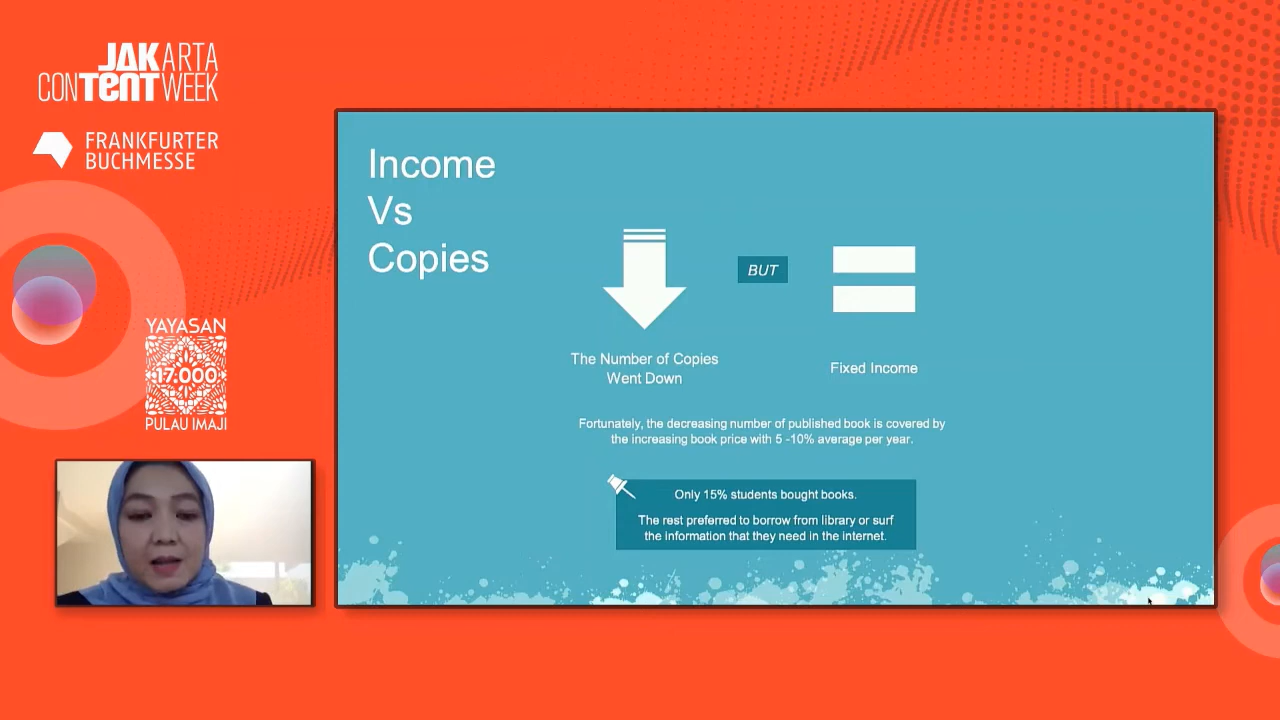 JAKARTA
CONTENT WEEK
FRANKFURTER
BUCHMESSE
YAYASAN
17.000
PULAU IMAJI
Income
Vs
Copies
BUT
The Number of Copies
Went Down
Fixed Income
Fortunately, the decreasing number of published book is covered by
the increasing book price with 5 -10% average per year.
Only 15% students bought books.
The rest preferred to borrow from library or surf
the information that they need in the internet.